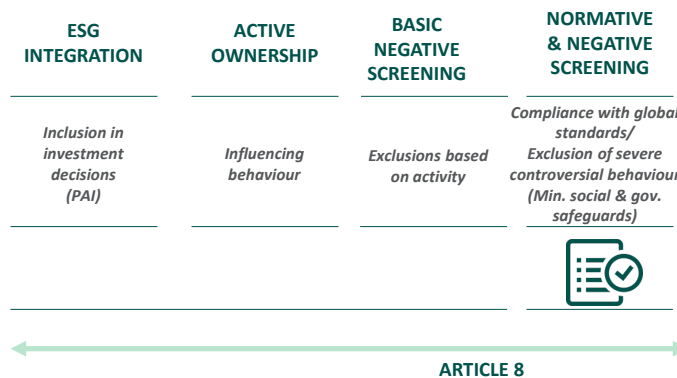 ESG
INTEGRATION
ACTIVE
OWNERSHIP
BASIC
NEGATIVE
SCREENING
NORMATIVE
& NEGATIVE
SCREENING
Inclusion in
investment
decisions
(PAI)
Influencing
behaviour
Exclusions based
on activity
Compliance with global
standards/
Exclusion of severe
controversial behaviour
(Min. social & gov.
safeguards)
ARTICLE 8